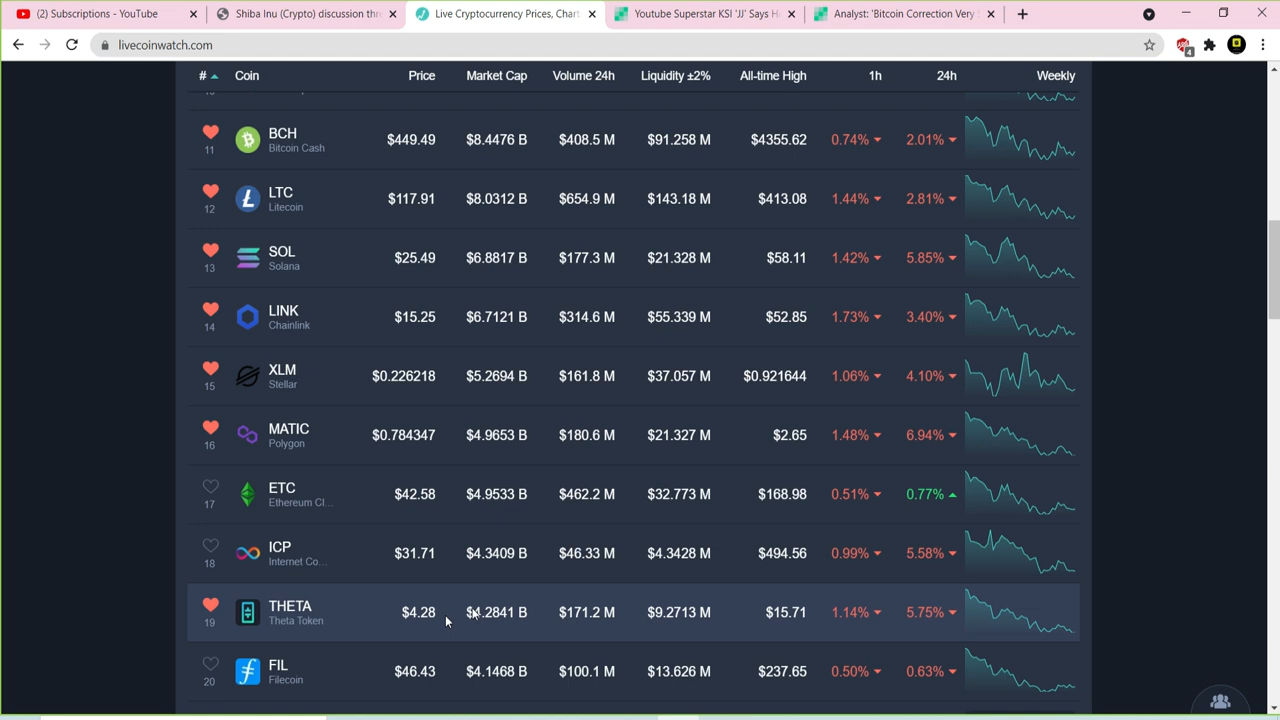 (2) Subscriptions - YouTube
Shiba Inu (Crypto) discussion thr
Live Cryptocurrency Prices, Chart
Youtube Superstar KSI 'JJ' Says H
Analyst: 'Bitcoin Correction Very
livecoinwatch.com
4
# Coin Price Market Cap Volume 24h Liquidity ±2% All-time High 1h 24h Weekly
11 BCH Bitcoin Cash $449.49 $8.4476 B $408.5 M $91.258 M $4355.62 0.74% 2.01%
12 LTC Litecoin $117.91 $8.0312 B $654.9 M $143.18 M $413.08 1.44% 2.81%
13 SOL Solana $25.49 $6.8817 B $177.3 M $21.328 M $58.11 1.42% 5.85%
14 LINK Chainlink $15.25 $6.7121 B $314.6 M $55.339 M $52.85 1.73% 3.40%
15 XLM Stellar $0.226218 $5.2694 B $161.8 M $37.057 M $0.921644 1.06% 4.10%
16 MATIC Polygon $0.784347 $4.9653 B $180.6 M $21.327 M $2.65 1.48% 6.94%
17 ETC Ethereum Cl... $42.58 $4.9533 B $462.2 M $32.773 M $168.98 0.51% 0.77%
18 ICP Internet Co... $31.71 $4.3409 B $46.33 M $4.3428 M $494.56 0.99% 5.58%
19 THETA Theta Token $4.28 $4.2841 B $171.2 M $9.2713 M $15.71 1.14% 5.75%
20 FIL Filecoin $46.43 $4.1468 B $100.1 M $13.626 M $237.65 0.50% 0.63%